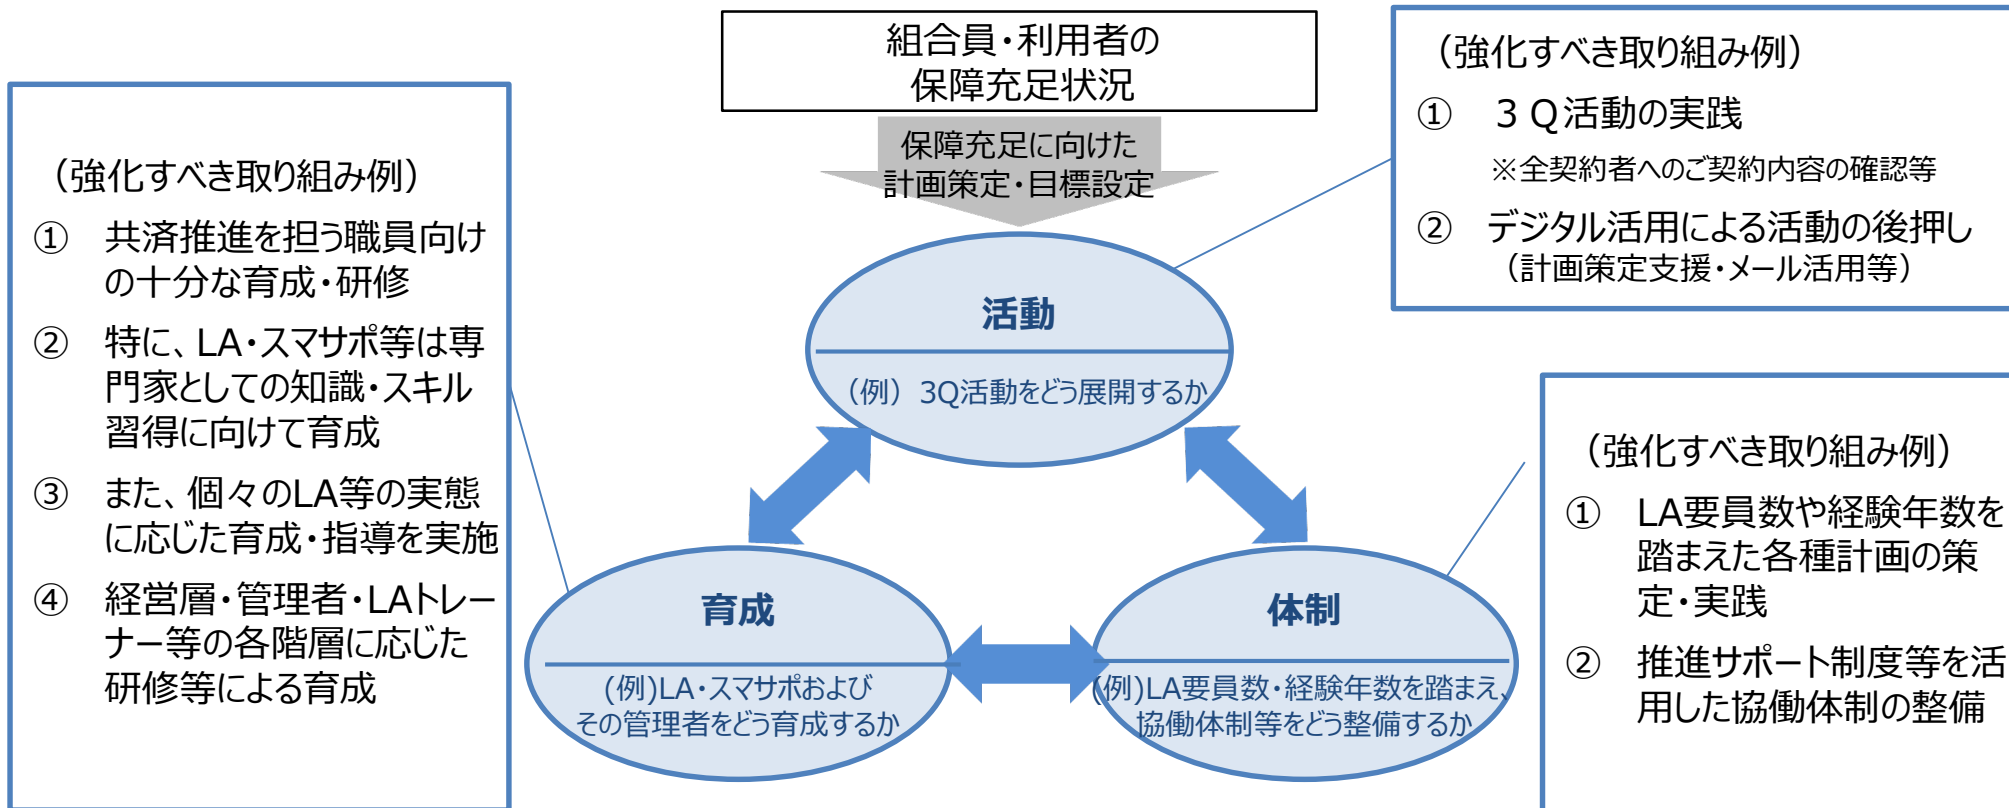 組合員・利用者の
保障充足状況
保障充足に向けた
計画策定・目標設定
（強化すべき取り組み例）
① 共済推進を担う職員向け
の十分な育成・研修
② 特に、LA・スマサポ等は専
門家としての知識・スキル
習得に向けて育成
③ また、個々のLA等の実態
に応じた育成・指導を実施
④ 経営層・管理者・LAトレー
ナー等の各階層に応じた
研修等による育成
（強化すべき取り組み例）
① ３Ｑ活動の実践
※全契約者へのご契約内容の確認等
② デジタル活用による活動の後押し
（計画策定支援・メール活用等）
活動
（例）3Q活動をどう展開するか
育成
(例)LA・スマサポおよび
その管理者をどう育成するか
体制
(例)LA要員数・経験年数を踏まえ、
協働体制等をどう整備するか
（強化すべき取り組み例）
① LA要員数や経験年数を
踏まえた各種計画の策
定・実践
② 推進サポート制度等を活
用した協働体制の整備